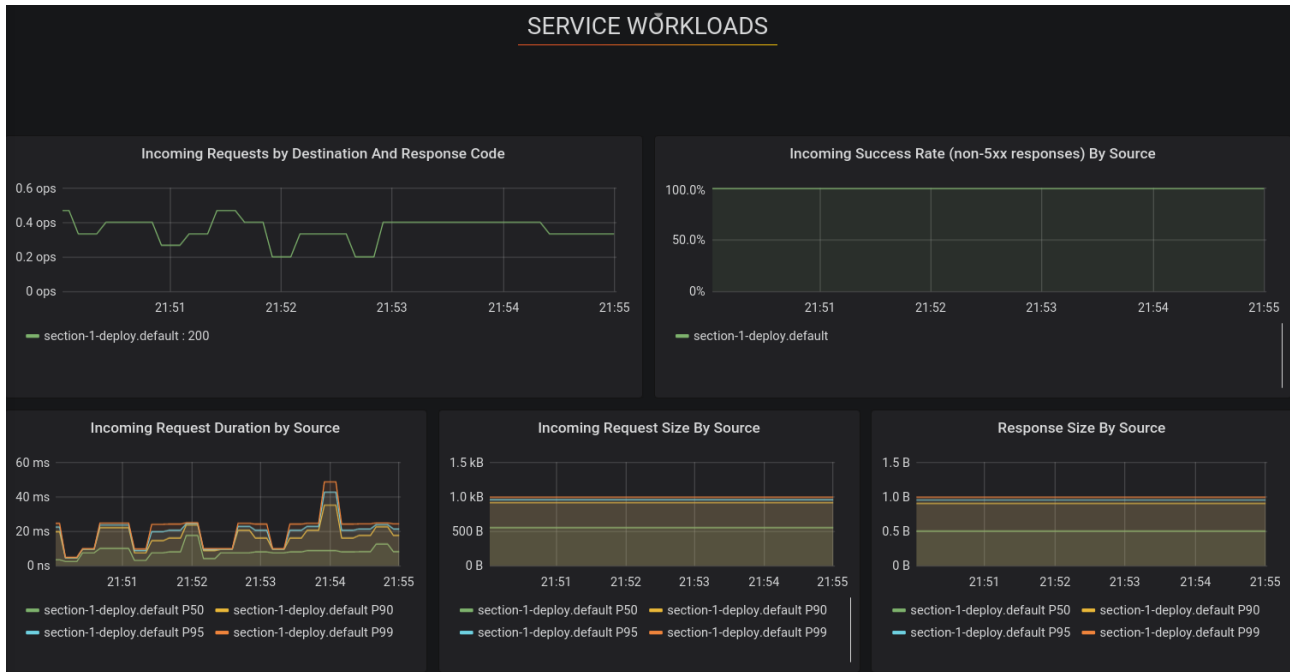 SERVICE WORKLOADS
Incoming Requests by Destination And Response Code
0.6 ops
0.4 ops
0.2 ops
0 ops
21:51 21:52 21:53 21:54 21:55
section-1-deploy.default : 200
Incoming Success Rate (non-5xx responses) By Source
100.0%
50.0%
0%
21:51 21:52 21:53 21:54 21:55
section-1-deploy.default
Incoming Request Duration by Source
60 ms
40 ms
20 ms
0 ns
21:51 21:52 21:53 21:54 21:55
section-1-deploy.default P50 section-1-deploy.default P90
section-1-deploy.default P95 section-1-deploy.default P99
Incoming Request Size By Source
1.5 kB
1.0 kB
500 B
0 B
21:51 21:52 21:53 21:54 21:55
section-1-deploy.default P50 section-1-deploy.default P90
section-1-deploy.default P95 section-1-deploy.default P99
Response Size By Source
1.5 B
1.0 B
0.5 B
0 B
21:51 21:52 21:53 21:54 21:55
section-1-deploy.default P50 section-1-deploy.default P90
section-1-deploy.default P95 section-1-deploy.default P99